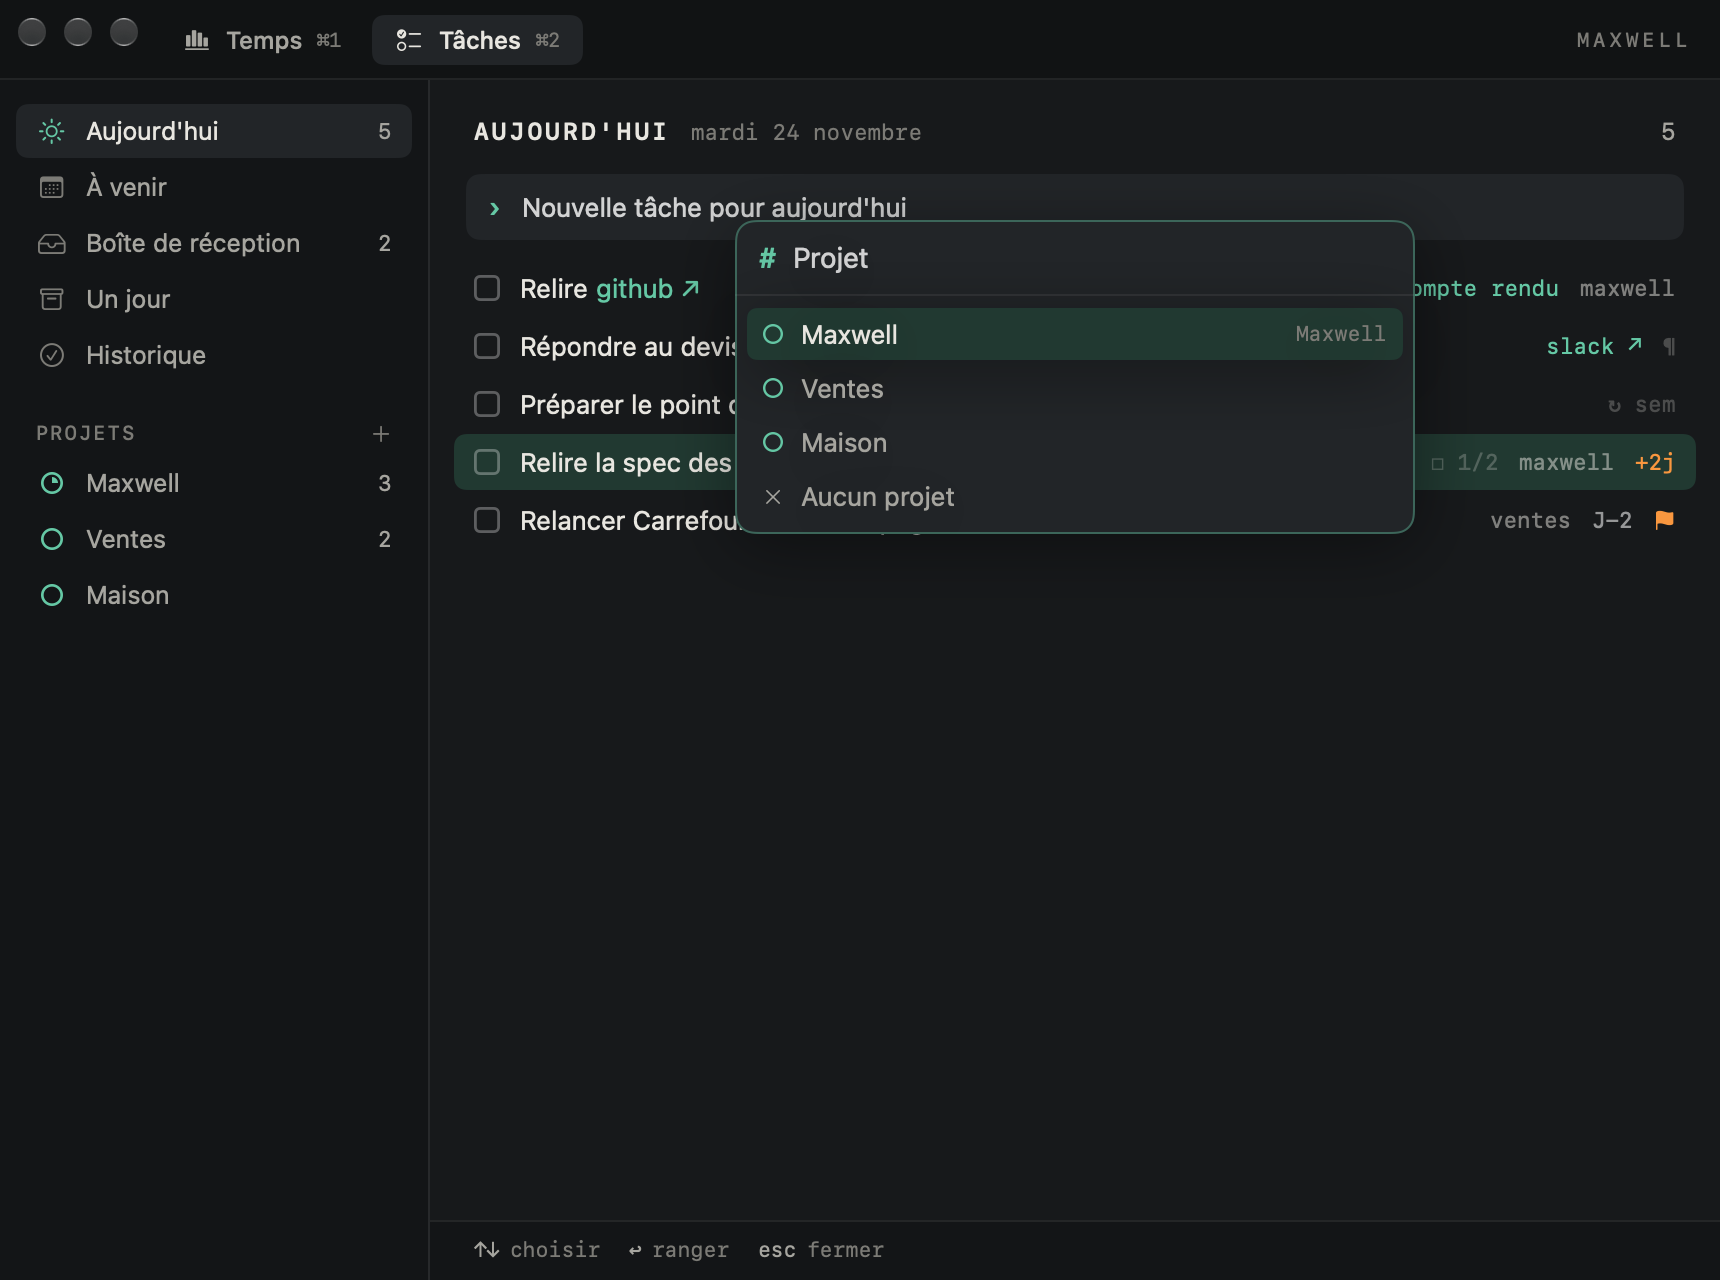 Temps ⌘1 Tâches ⌘2 MAXWELL
Aujourd'hui 5
À venir
Boîte de réception 2
Un jour
Historique
PROJETS +
Maxwell 3
Ventes 2
Maison
AUJOURD'HUI mardi 24 novembre 5
› Nouvelle tâche pour aujourd'hui
# Projet
Maxwell Maxwell
Ventes
Maison
× Aucun projet
Relire github ↗ rendu maxwell
Répondre au slack ↗ ¶
Préparer le point ↻ sem
Relire la spec des 1/2 maxwell +2j
Relancer ventes J–2
↑↓ choisir ↩ ranger esc fermer